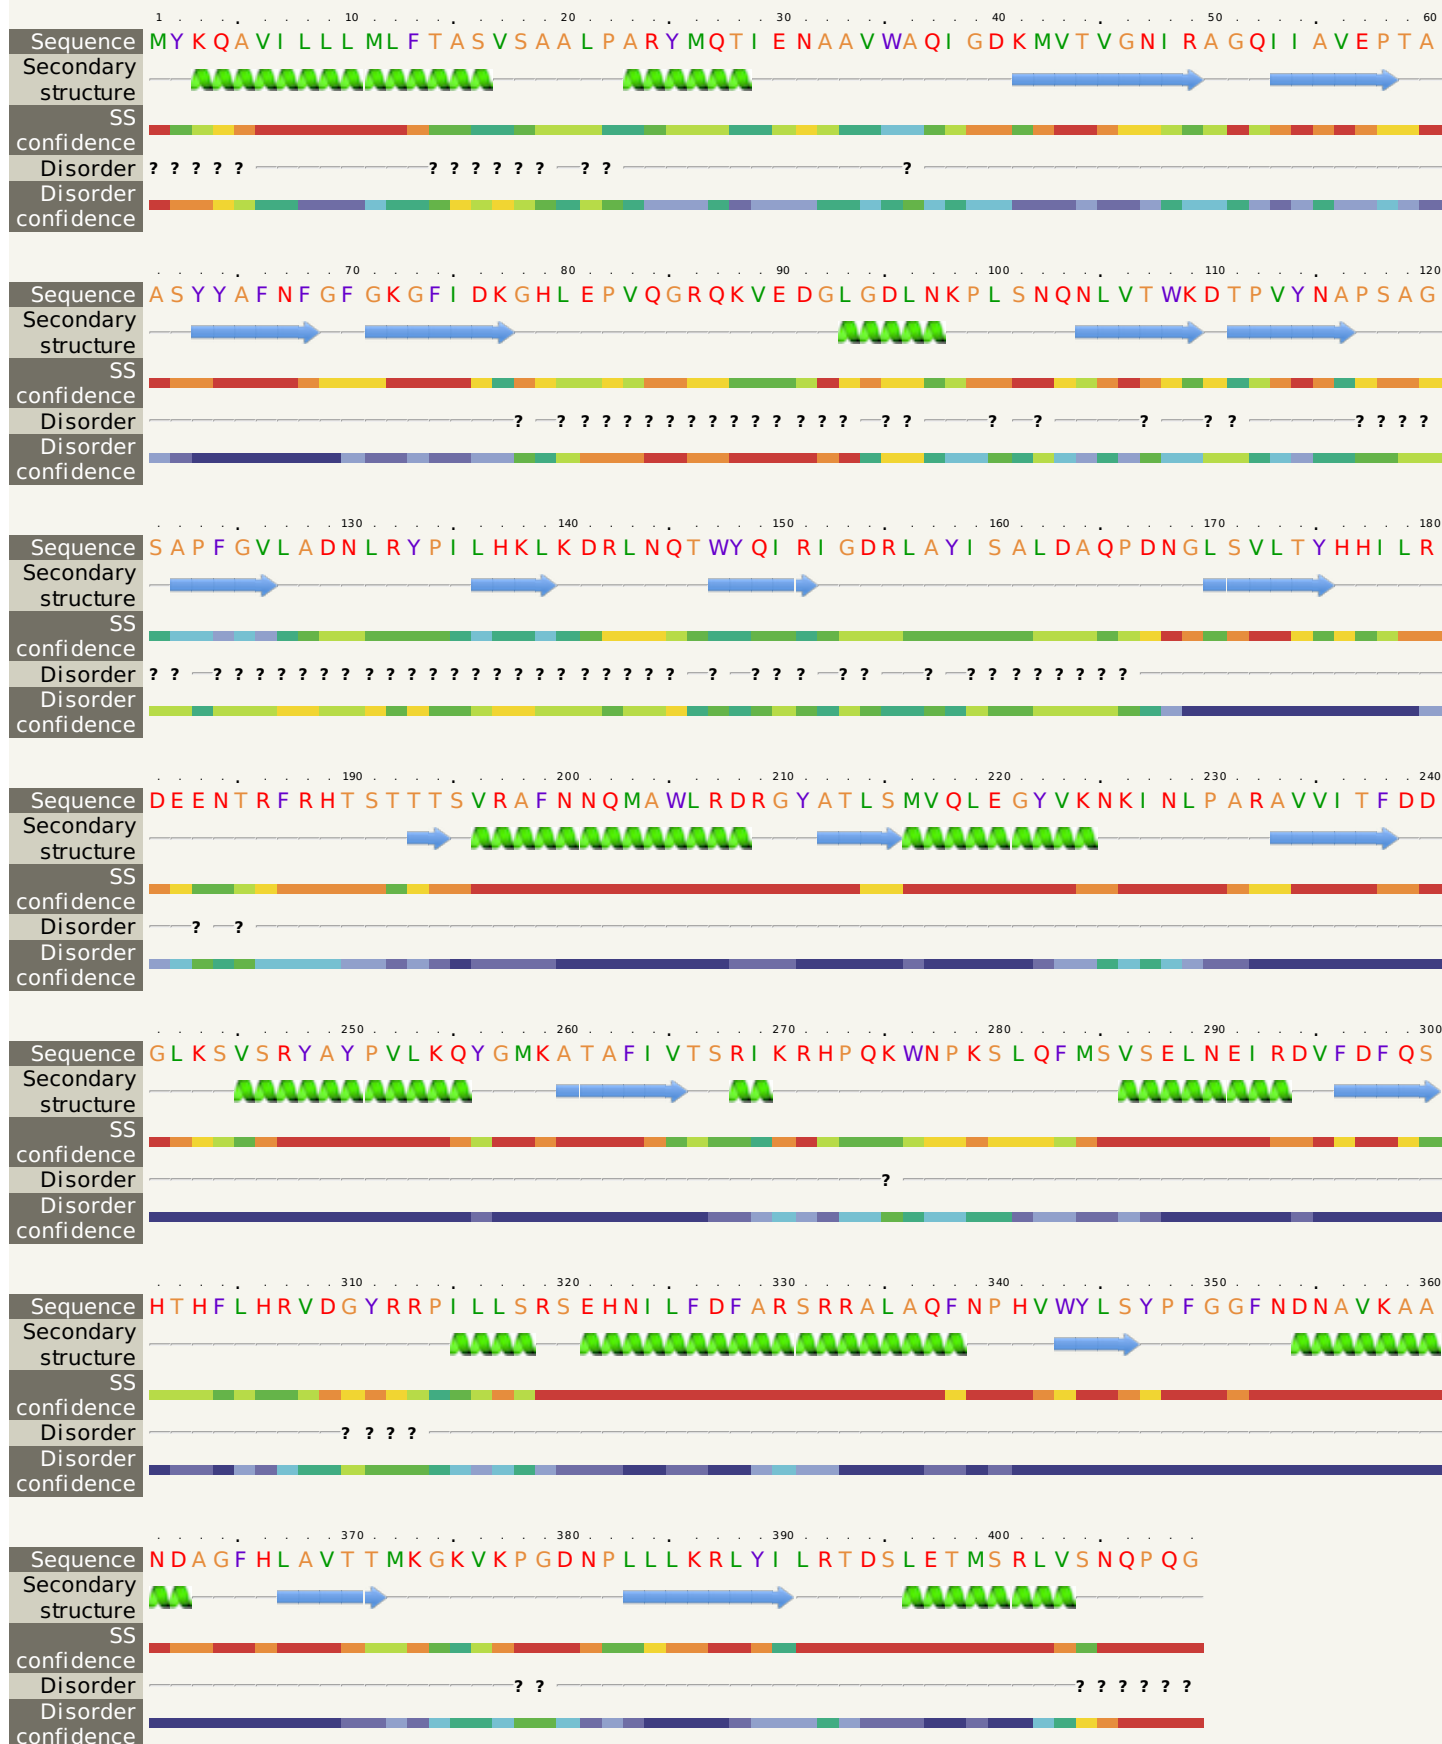 1 10 20 30 40 50 60
Sequence MYKQAVILLLMLFTASVSAALPARYMQTIENAAVWAQIGDKMVTVGNIRAGQIIAVEPTA
Secondary
structure
SS
confidence
Disorder ? ? ? ? ? ? ? ? ? ? ? ? ? ?
Disorder
confidence
70 80 90 100 110 120
Sequence ASYYAFNFGFGKGFIDKGHLEPVQGRQKVEDGLGDLNKPLSNQNLVTWKDTPVYNAPSAG
Secondary
structure
SS
confidence
Disorder ? ? ? ? ? ? ? ? ? ? ? ? ? ? ? ? ? ? ? ? ? ? ? ? ? ?
Disorder
confidence
130 140 150 160 170 180
Sequence SAPFGVLADNLRYPILHKLKDRLNQTWYQIRIGDRLAYISALDAQPDNGLSVLTYHHILR
Secondary
structure
SS
confidence
Disorder ? ? ? ? ? ? ? ? ? ? ? ? ? ? ? ? ? ? ? ? ? ? ? ? ? ? ? ? ? ? ? ? ? ? ? ? ? ? ?
Disorder
confidence
190 200 210 220 230 240
Sequence DEENTRFRHTSTTTSVRAFNNQMAWLRDRGYATLSMVQLEGYVKNKINLPARAVVITFDD
Secondary
structure
SS
confidence
Disorder ? ?
Disorder
confidence
250 260 270 280 290 300
Sequence GLKSVSRYAYPVLKQYGMKATAFIVTSRIKRHPQKWNPKSLQFMSVSELNEIRDVFDFQS
Secondary
structure
SS
confidence
Disorder ?
Disorder
confidence
310 320 330 340 350 360
Sequence HTHFLHRVDGYRRPILLSRSEHNILFDFARSRRALAQFNPHVWYLSYPFGGFNDNAVKAA
Secondary
structure
SS
confidence
Disorder ? ? ? ?
Disorder
confidence
370 380 390 400
Sequence NDAGFHLAVTTMKGKVKPGDNPLLLKRLYILRTDSLETMSRLVSNQPQG
Secondary
structure
SS
confidence
Disorder ? ? ? ? ? ? ? ?
Disorder
confidence